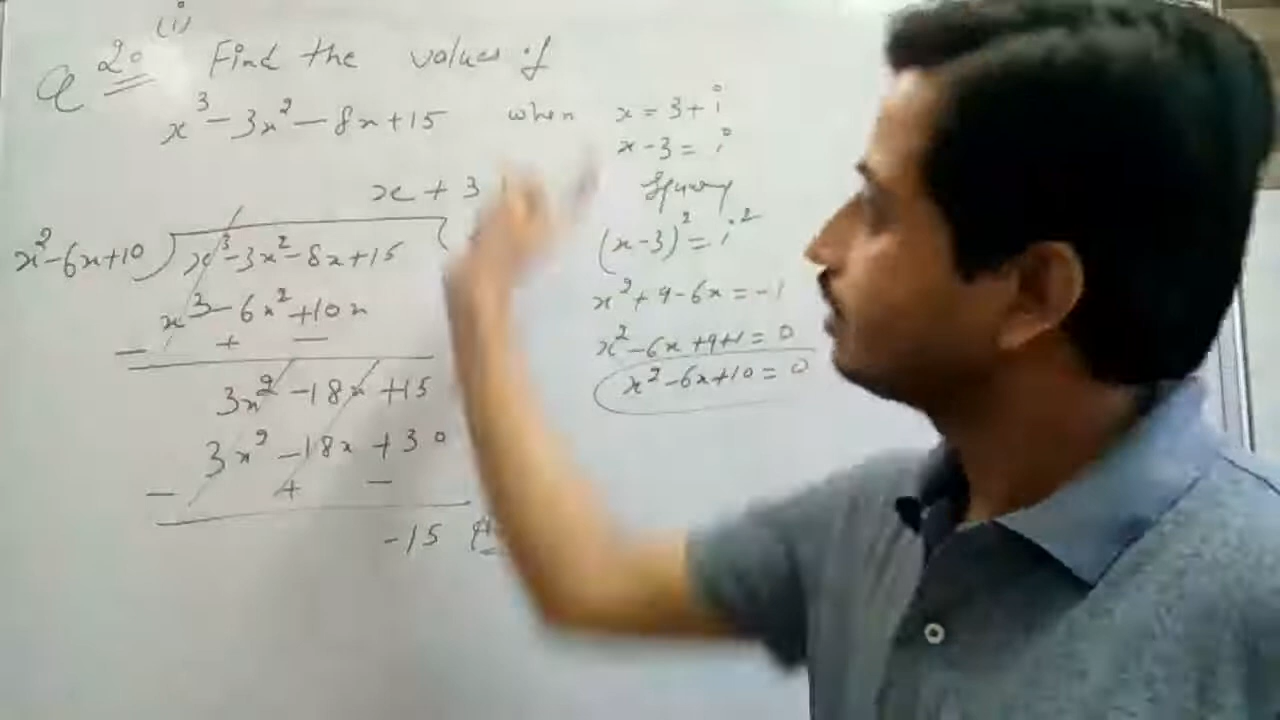 Q 20 (i) Find the values of
x³ - 3x² - 8x + 15 when x = 3 + i
x - 3 = i
x + 3
(x - 3)² = i²
x² - 6x + 10 ) x³ - 3x² - 8x + 15 (
x³ - 6x² + 10x
- + -
3x² - 18x + 15
3x² - 18x + 30
- + -
-15
x² + 9 - 6x = -1
x² - 6x + 9 + 1 = 0
x² - 6x + 10 = 0